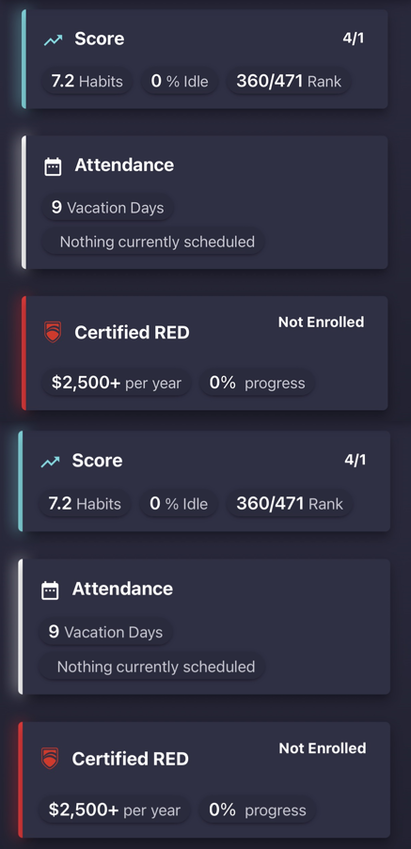 Score 4/1
7.2 Habits 0 % Idle 360/471 Rank
Attendance
9 Vacation Days
Nothing currently scheduled
Certified RED Not Enrolled
$2,500+ per year 0% progress
Score 4/1
7.2 Habits 0 % Idle 360/471 Rank
Attendance
9 Vacation Days
Nothing currently scheduled
Certified RED Not Enrolled
$2,500+ per year 0% progress